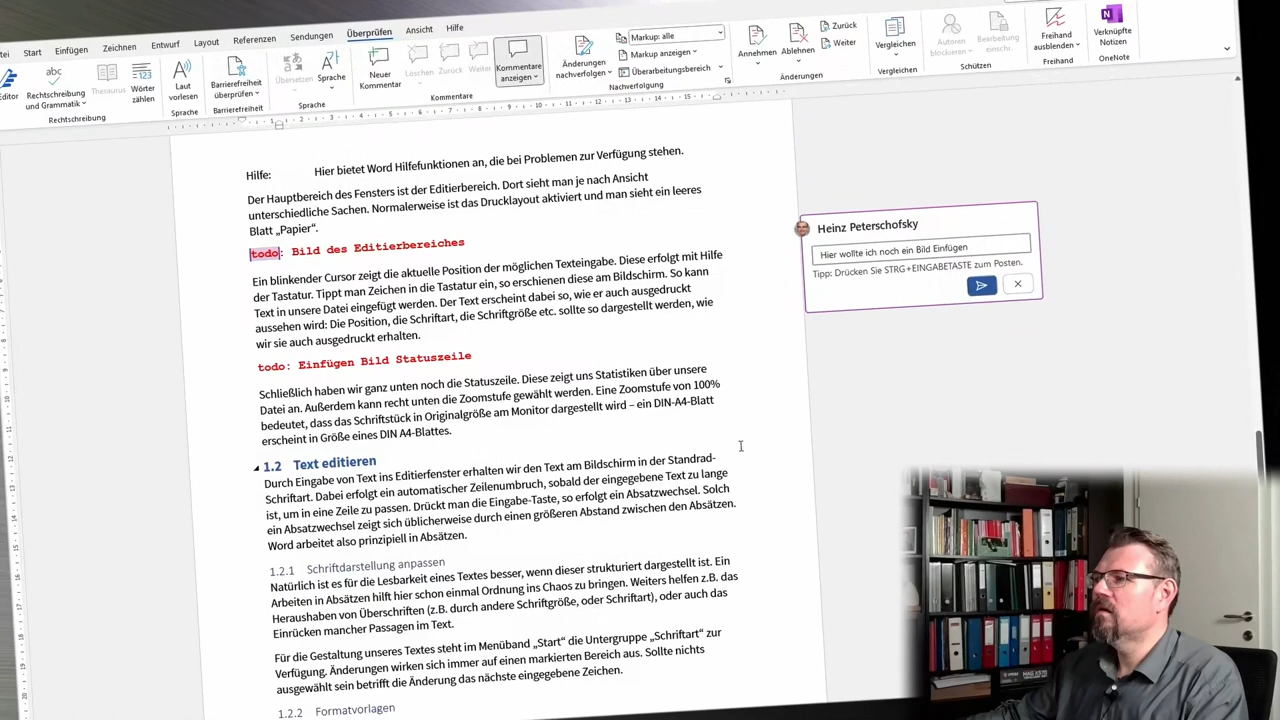 Start Einfügen Zeichnen Entwurf Layout Referenzen Sendungen Überprüfen Ansicht Hilfe
Editor
Rechtschreibung und Grammatik
Thesaurus
Wörter zählen
Rechtschreibung
Laut vorlesen
Sprache
Barrierefreiheit überprüfen
Barrierefreiheit
Übersetzen
Sprache
Sprache
Neuer Kommentar
Löschen
Zurück
Weiter
Kommentare anzeigen
Kommentare
Änderungen nachverfolgen
Markup: alle
Markup anzeigen
Überarbeitungsbereich
Nachverfolgung
Annehmen
Ablehnen
Zurück
Weiter
Änderungen
Vergleichen
Vergleichen
Autoren blockieren
Bearbeitung einschr.
Schützen
Freihand ausblenden
Freihand
Verknüpfte Notizen
OneNote
Hilfe: Hier bietet Word Hilfefunktionen an, die bei Problemen zur Verfügung stehen.
Der Hauptbereich des Fensters ist der Editierbereich. Dort sieht man je nach Ansicht
unterschiedliche Sachen. Normalerweise ist das Drucklayout aktiviert und man sieht ein leeres
Blatt „Papier“.
todo: Bild des Editierbereiches
Ein blinkender Cursor zeigt die aktuelle Position der möglichen Texteingabe. Diese erfolgt mit Hilfe
der Tastatur. Tippt man Zeichen in die Tastatur ein, so erschienen diese am Bildschirm. So kann
Text in unsere Datei eingefügt werden. Der Text erscheint dabei so, wie er auch ausgedruckt
aussehen wird: Die Position, die Schriftart, die Schriftgröße etc. sollte so dargestellt werden, wie
wir sie auch ausgedruckt erhalten.
todo: Einfügen Bild Statuszeile
Schließlich haben wir ganz unten noch die Statuszeile. Diese zeigt uns Statistiken über unsere
Datei an. Außerdem kann recht unten die Zoomstufe gewählt werden. Eine Zoomstufe von 100%
bedeutet, dass das Schriftstück in Originalgröße am Monitor dargestellt wird – ein DIN-A4-Blatt
erscheint in Größe eines DIN A4-Blattes.
1.2 Text editieren
Durch Eingabe von Text ins Editierfenster erhalten wir den Text am Bildschirm in der Standrad-
Schriftart. Dabei erfolgt ein automatischer Zeilenumbruch, sobald der eingegebene Text zu lange
ist, um in eine Zeile zu passen. Drückt man die Eingabe-Taste, so erfolgt ein Absatzwechsel. Solch
ein Absatzwechsel zeigt sich üblicherweise durch einen größeren Abstand zwischen den Absätzen.
Word arbeitet also prinzipiell in Absätzen.
1.2.1 Schriftdarstellung anpassen
Natürlich ist es für die Lesbarkeit eines Textes besser, wenn dieser strukturiert dargestellt ist. Ein
Arbeiten in Absätzen hilft hier schon einmal Ordnung ins Chaos zu bringen. Weiters helfen z.B. das
Heraushaben von Überschriften (z.B. durch andere Schriftgröße, oder Schriftart), oder auch das
Einrücken mancher Passagen im Text.
Für die Gestaltung unseres Textes steht im Menüband „Start“ die Untergruppe „Schriftart“ zur
Verfügung. Änderungen wirken sich immer auf einen markierten Bereich aus. Sollte nichts
ausgewählt sein betrifft die Änderung das nächste eingegebene Zeichen.
1.2.2 Formatvorlagen
Heinz Peterschofsky
Hier wollte ich noch ein Bild Einfügen
Tipp: Drücken Sie STRG+EINGABETASTE zum Posten.